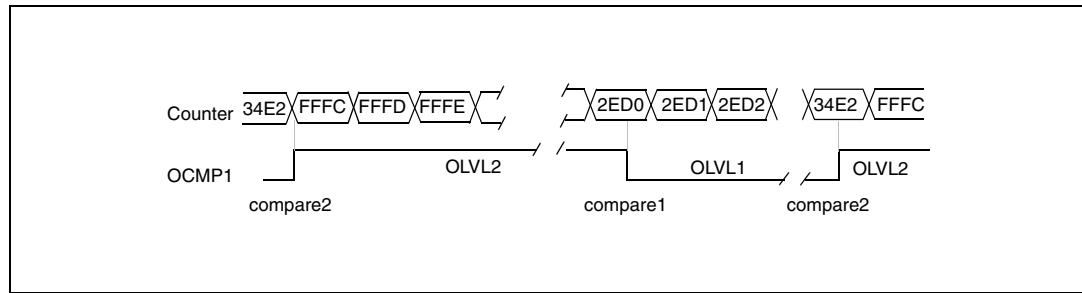 Counter 34E2 FFFC FFFD FFFE 2ED0 2ED1 2ED2 34E2 FFFC
OCMP1 OLVL2 OLVL1 OLVL2
compare2 compare1 compare2